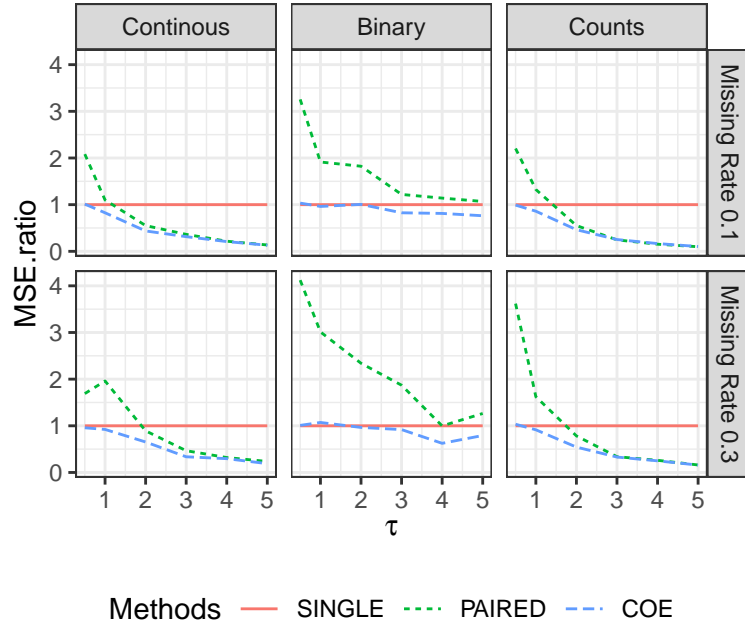 Continous
Binary
Counts
MSE.ratio
4
3
2
1
0
Missing Rate 0.1
4
3
2
1
0
Missing Rate 0.3
1 2 3 4 5
1 2 3 4 5
1 2 3 4 5
τ
Methods SINGLE PAIRED COE